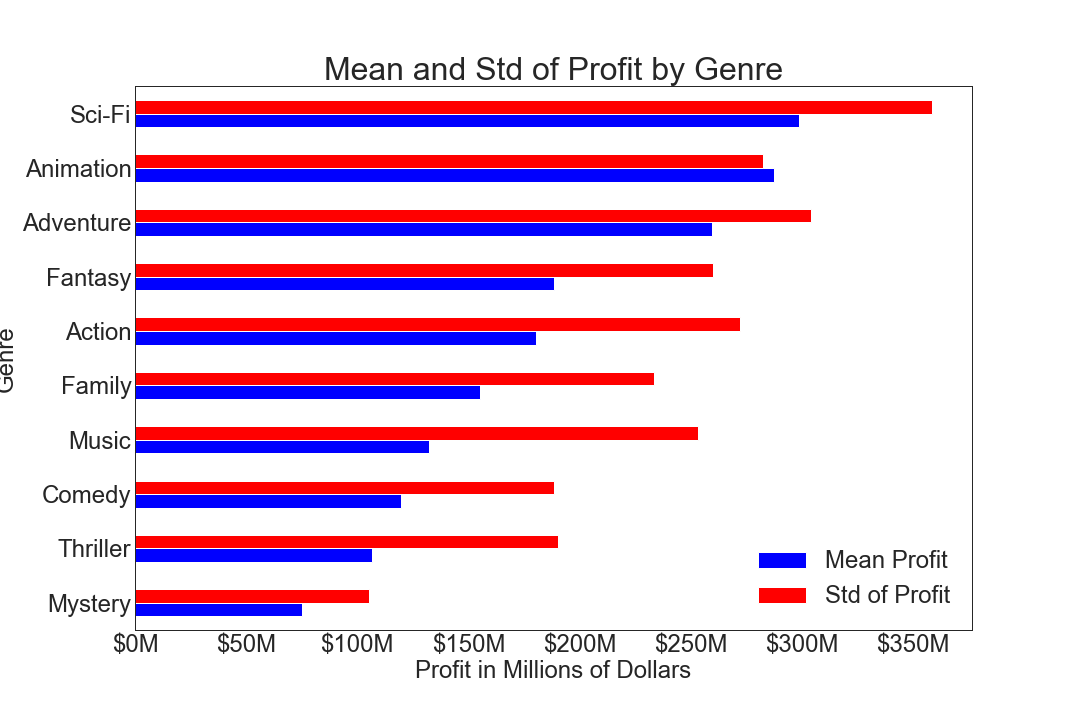 Mean and Std of Profit by Genre
Sci-Fi
Animation
Adventure
Fantasy
Action
Family
Music
Comedy
Thriller
Mystery
Genre
Mean Profit
Std of Profit
$0M $50M $100M $150M $200M $250M $300M $350M
Profit in Millions of Dollars